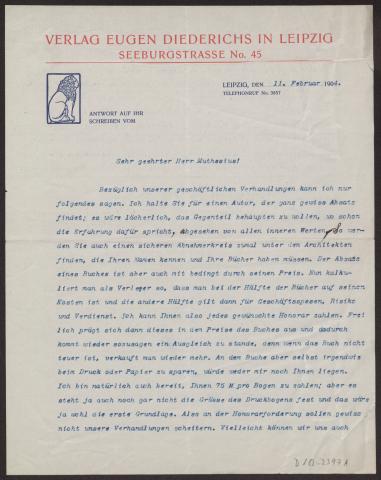 VERLAG EUGEN DIEDERICHS IN LEIPZIG
SEEBURGSTRASSE No. 45
LEIPZIG, DEN 11. Februar 1904.
TELEPHONRUF No. 3857
ANTWORT AUF IHR
SCHREIBEN VOM
Sehr geehrter Herr Muthesius!
Bezüglich unserer geschäftlichen Verhandlungen kann ich nur
folgendes sagen. Ich halte Sie für einen Autor, der ganz gewiss Absatz
findet; es wäre lächerlich, das Gegenteil behaupten zu wollen, wo schon
die Erfahrung dafür spricht, abgesehen von allen inneren Werten. So wer-
den Sie auch einen sicheren Abnehmerkreis zumal unter den Architekten
finden, die Ihren Namen kennen und Ihre Bücher haben müssen. Der Absatz
eines Buches ist aber auch mit bedingt durch seinen Preis. Nun kalku-
liert man als Verleger so, dass man bei der Hälfte der Bücher auf seinen
Kosten ist und die andere Hälfte gilt dann für Geschäftsspesen, Risiko
und Verdienst. Ich kann Ihnen also jedes gewünschte Honorar zahlen. Frei
lich prägt sich dann dieses in den Preise des Buches aus und dadurch
kommt wieder sozusagen ein Ausgleich zu stande, denn wenn das Buch nicht
teuer ist, verkauft man wieder mehr. An dem Buche aber selbst irgendwie
beim Druck oder Papier zu sparen, würde weder mir noch Ihnen liegen.
Ich bin natürlich auch bereit, Ihnen 75 M pro Bogen zu zahlen; aber es
steht ja auch noch gar nicht die Grösse des Druckbogens fest und das wäre
ja wohl die erste Grundlage. Also an der Honorarforderung sollen gewiss
nicht unsere Verhandlungen scheitern. Vielleicht können wir uns auch